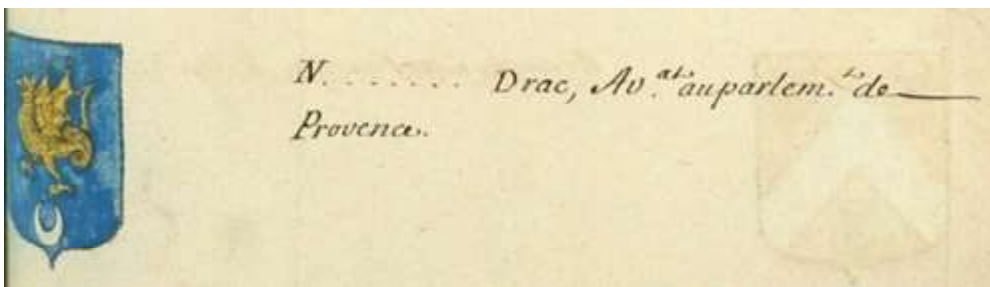 N....... Drac, Av.at au parlem.t de
Provence.